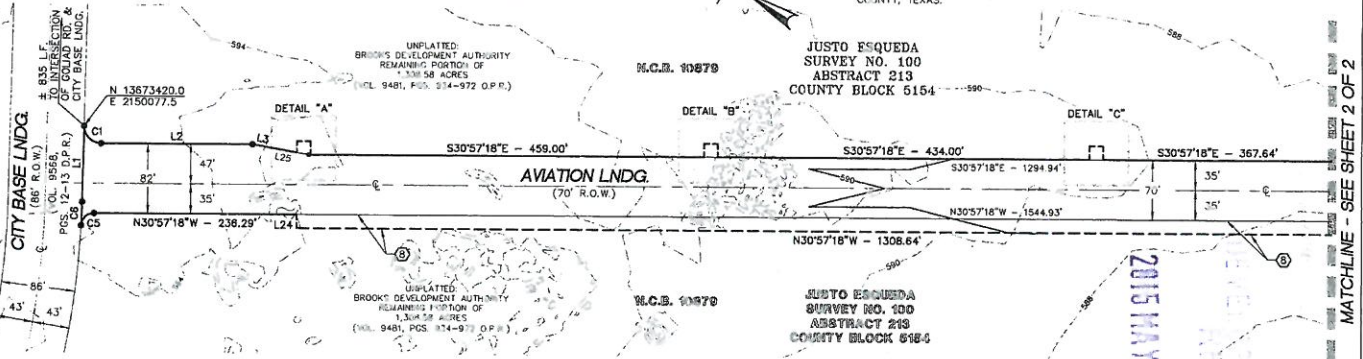 COUNTY, TEXAS.
± 835 L.F.
TO INTERSECTION
OF GOLIAD RD. &
CITY BASE LNDG.
N 13673420.0
E 2150077.5
594
UNPLATTED:
BROOKS DEVELOPMENT AUTHORITY
REMAINING PORTION OF
1,308.58 ACRES
(VOL. 9481, PGS. 934-972 O.P.R.)
N.C.B. 10879
JUSTO ESQUEDA
SURVEY NO. 100
ABSTRACT 213
COUNTY BLOCK 5154
588
590
DETAIL "A"
DETAIL "B"
DETAIL "C"
C1
L2
L3
L25
S30°57'18"E - 459.00'
S30°57'18"E - 434.00'
S30°57'18"E - 367.64'
S30°57'18"E - 1294.94'
CITY BASE LNDG.
(86' R.O.W.)
(VOL. 9568,
PGS. 12-13 D.P.R.)
L1
47'
82'
35'
AVIATION LNDG.
(70' R.O.W.)
590
70'
35'
35'
C6
C5
N30°57'18"W - 238.29'
L24
8
N30°57'18"W - 1544.93'
N30°57'18"W - 1308.64'
8
86'
43'
43'
UNPLATTED:
BROOKS DEVELOPMENT AUTHORITY
REMAINING PORTION OF
1,308.58 ACRES
(VOL. 9481, PGS. 934-972 O.P.R.)
N.C.B. 10879
590
JUSTO ESQUEDA
SURVEY NO. 100
ABSTRACT 213
COUNTY BLOCK 5154
588
2015 MAY
MATCHLINE - SEE SHEET 2 OF 2